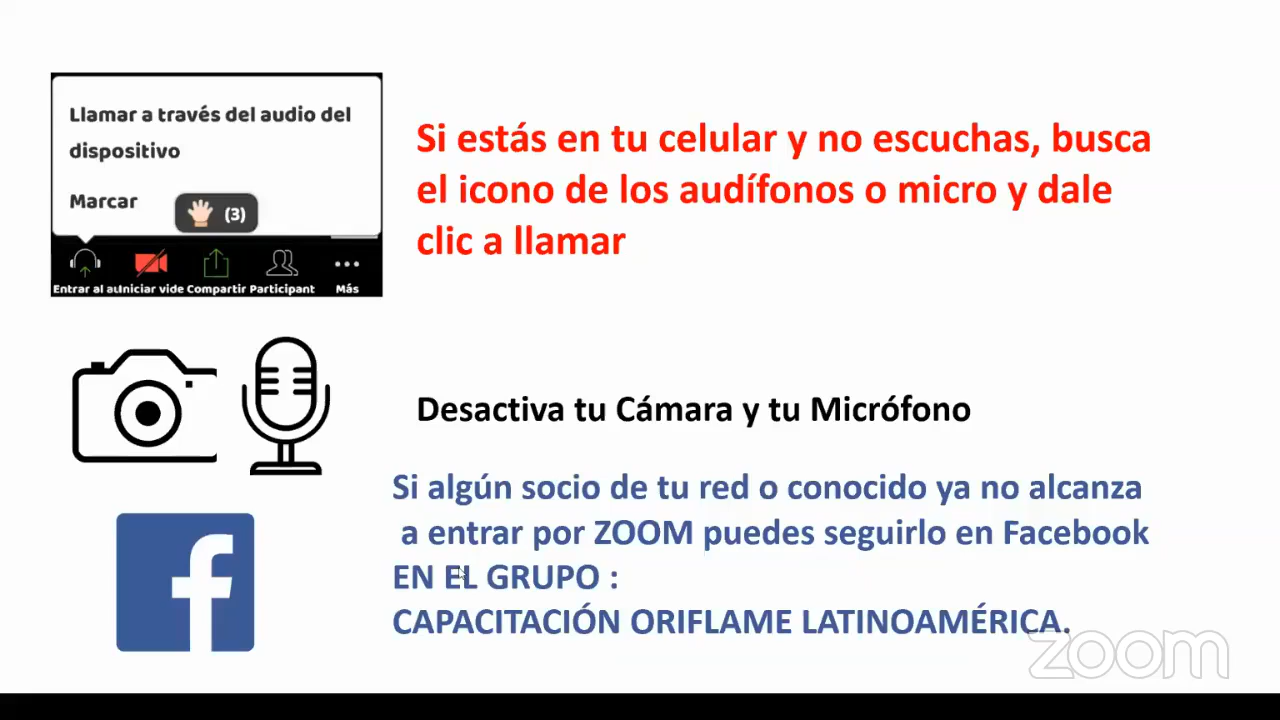 Llamar a través del audio del
dispositivo
Marcar
(3)
Entrar al au Iniciar vide Compartir Participant Más
Si estás en tu celular y no escuchas, busca
el icono de los audífonos o micro y dale
clic a llamar
Desactiva tu Cámara y tu Micrófono
Si algún socio de tu red o conocido ya no alcanza
a entrar por ZOOM puedes seguirlo en Facebook
EN EL GRUPO :
CAPACITACIÓN ORIFLAME LATINOAMÉRICA.
zoom